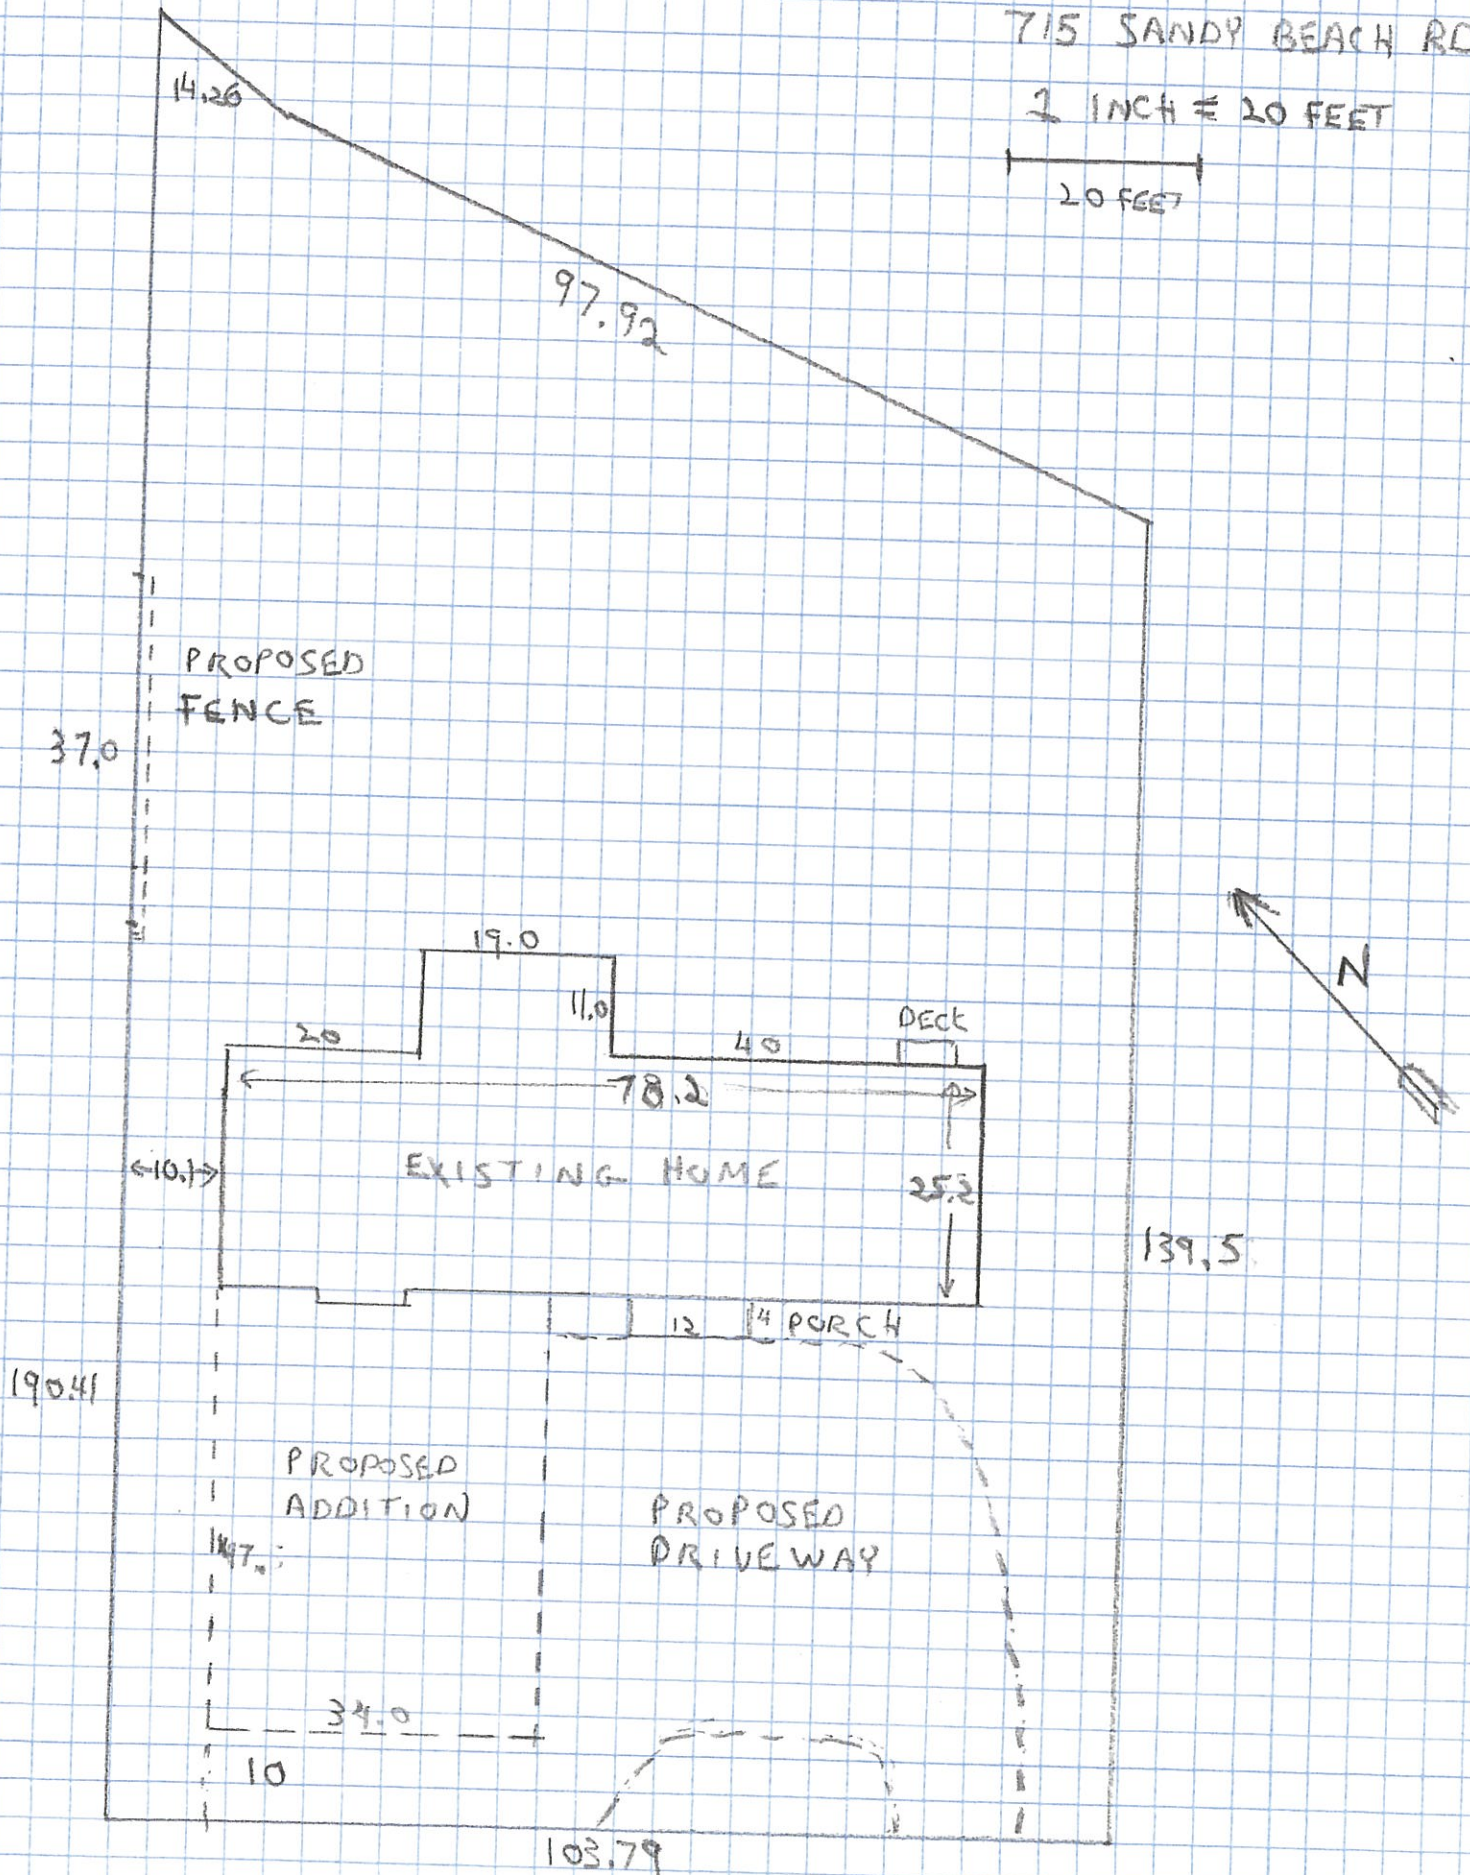 715 SANDY BEACH RD
1 INCH = 20 FEET
20 FEET
14.26
97.92
PROPOSED
FENCE
37.0
N
19.0
11.0
20
40
DECK
78.2
10.1
EXISTING HOME
25.2
139.5
12
4
PORCH
190.41
PROPOSED
ADDITION
PROPOSED
DRIVEWAY
34.0
10
103.79